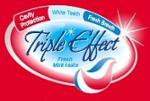 Cavity
Protection
White Teeth
Fresh Breath
Triple Effect
Fresh
Mint taste